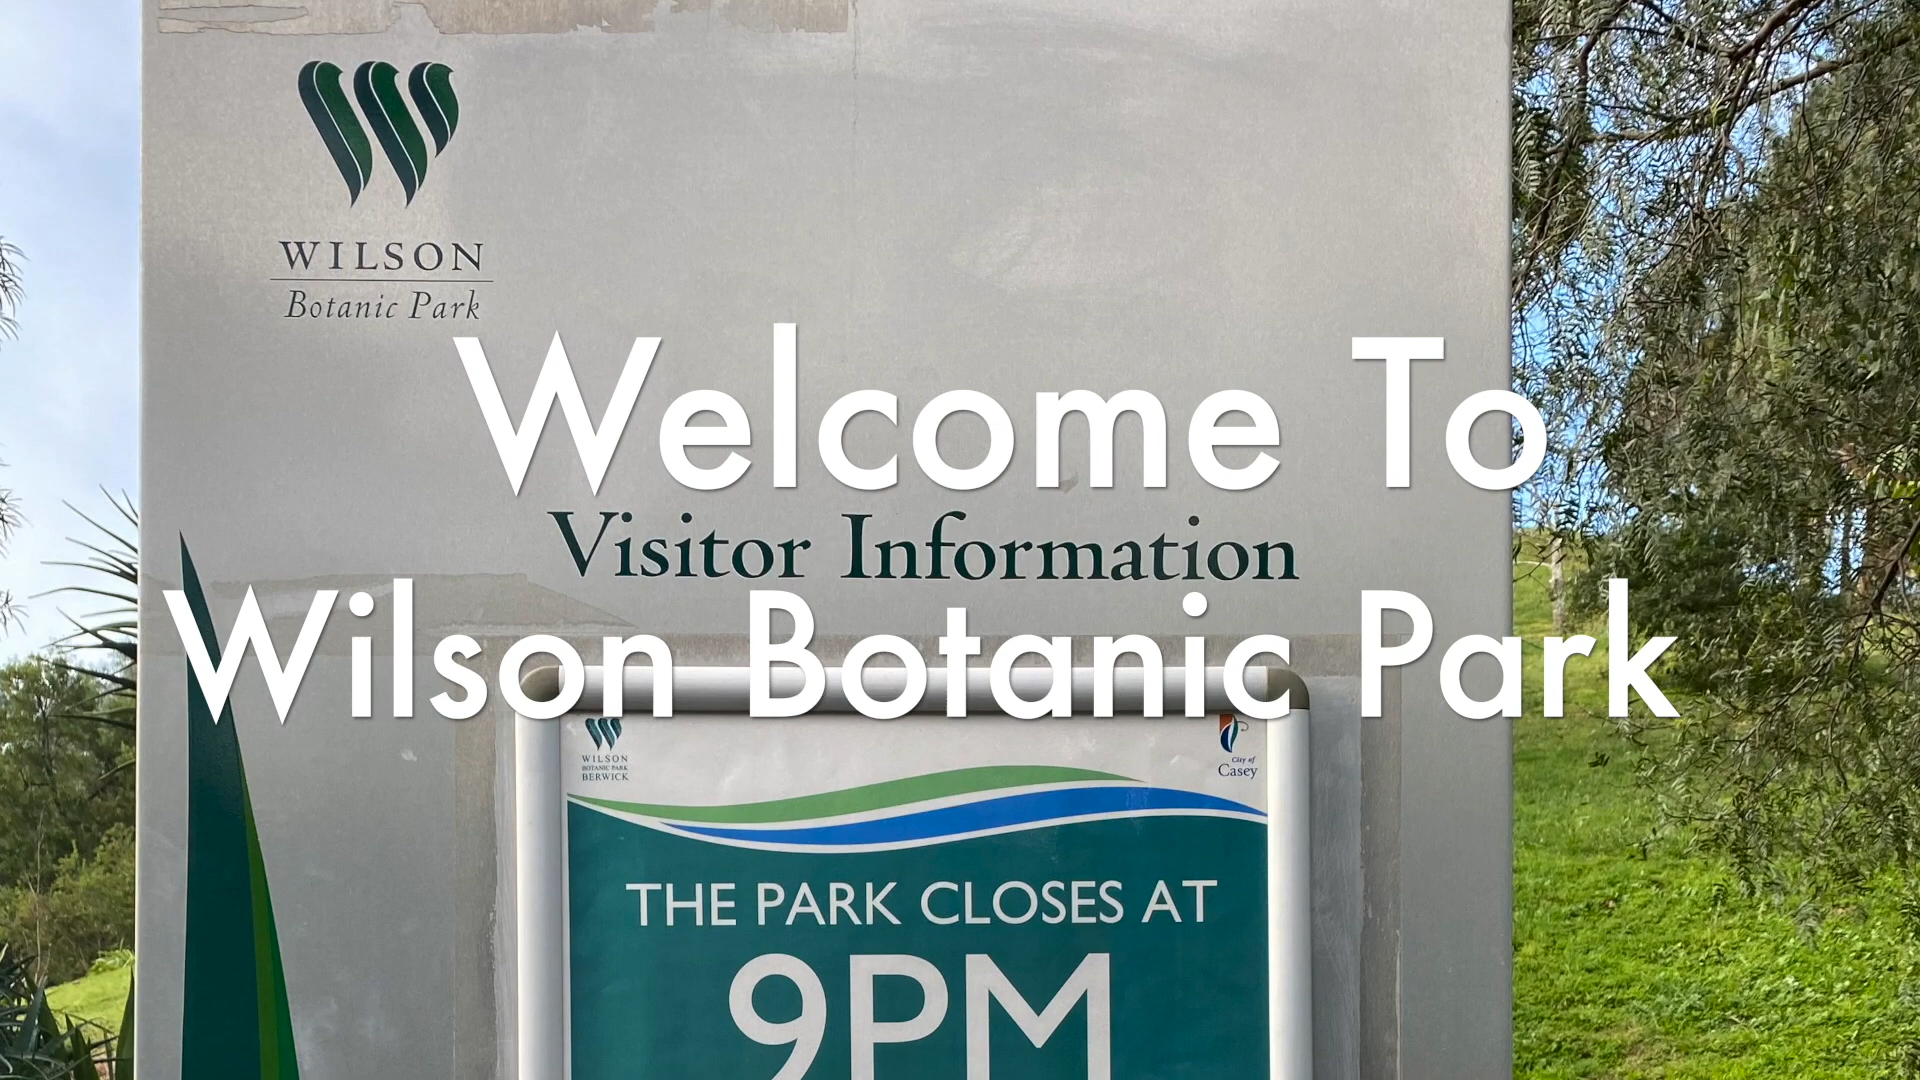 WILSON
Botanic Park
Welcome To
Visitor Information
Wilson Botanic Park
WILSON
BOTANIC PARK
BERWICK
City of
Casey
THE PARK CLOSES AT
9PM